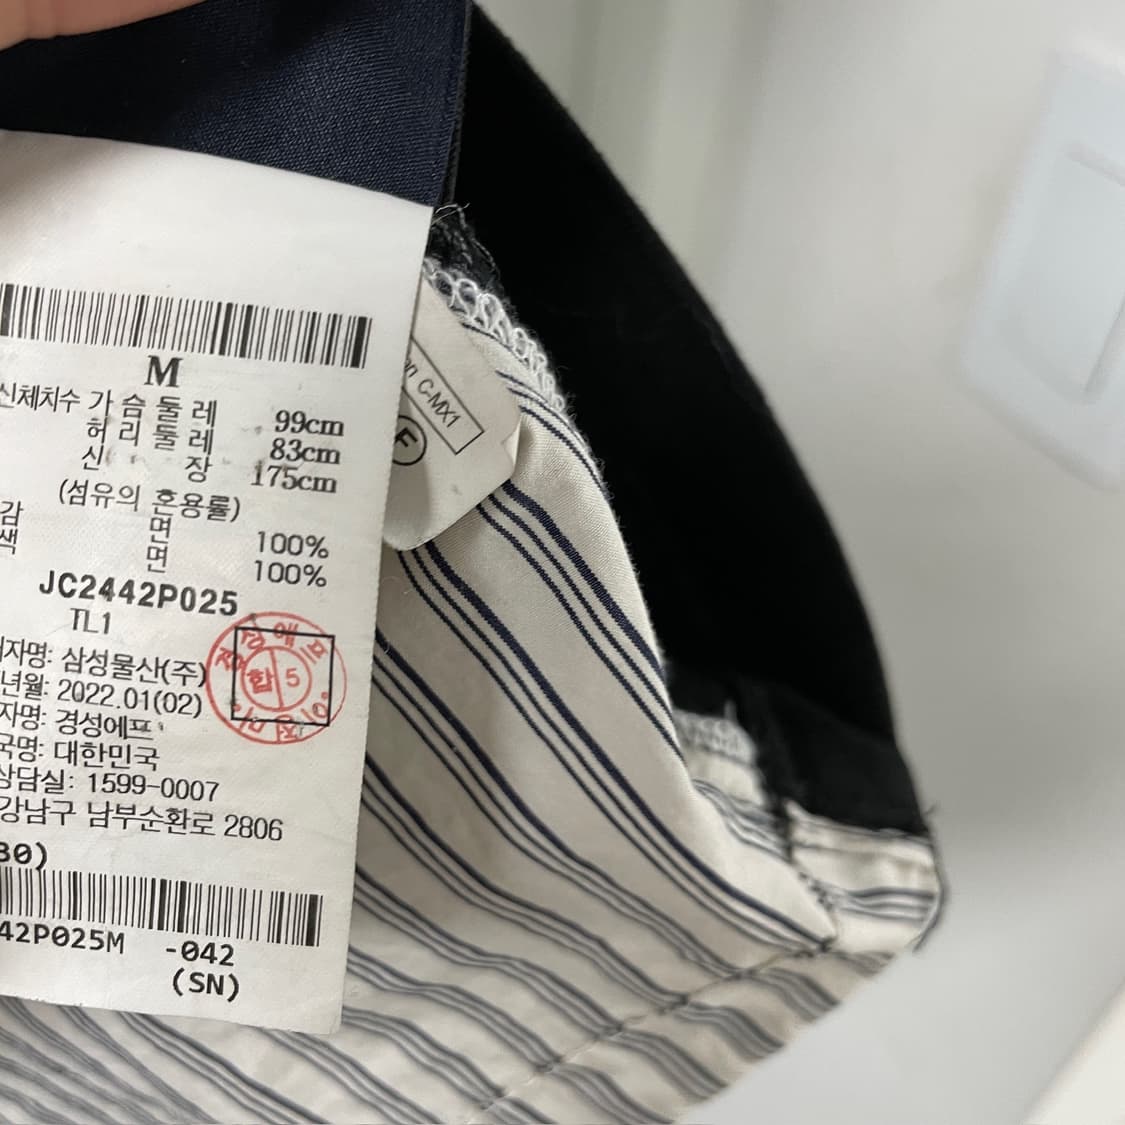 M
신체치수 가 슴 둘 레 99cm
허 리 둘 레 83cm
신 장 175cm
(섬유의 혼용률)
감 면 100%
색 면 100%
JC2442P025
TL1
자명: 삼성물산(주)
년월: 2022.01(02)
자명: 경성에프
국명: 대한민국
상담실: 1599-0007
강남구 남부순환로 2806
30)
42P025M -042
(SN)
합 5
on C-MX1
F